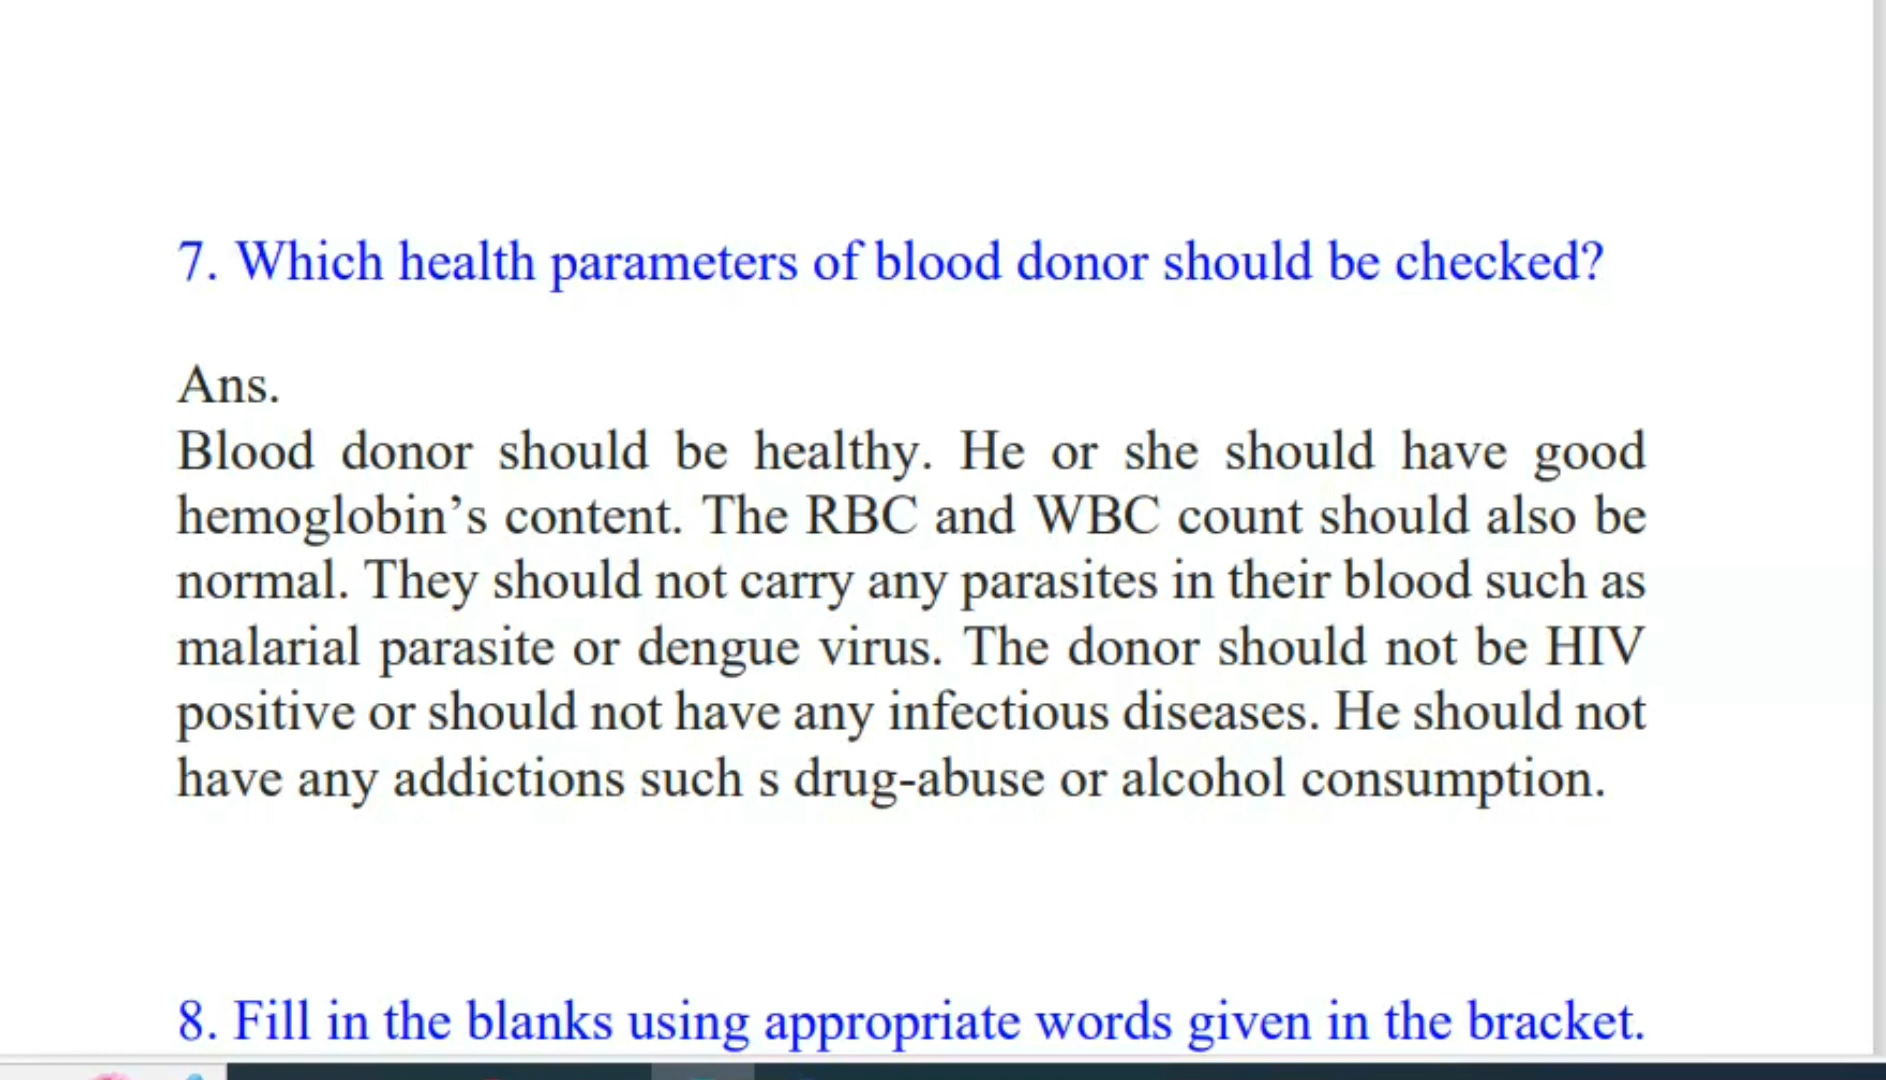 7. Which health parameters of blood donor should be checked?
Ans.
Blood donor should be healthy. He or she should have good
hemoglobin’s content. The RBC and WBC count should also be
normal. They should not carry any parasites in their blood such as
malarial parasite or dengue virus. The donor should not be HIV
positive or should not have any infectious diseases. He should not
have any addictions such s drug-abuse or alcohol consumption.
8. Fill in the blanks using appropriate words given in the bracket.